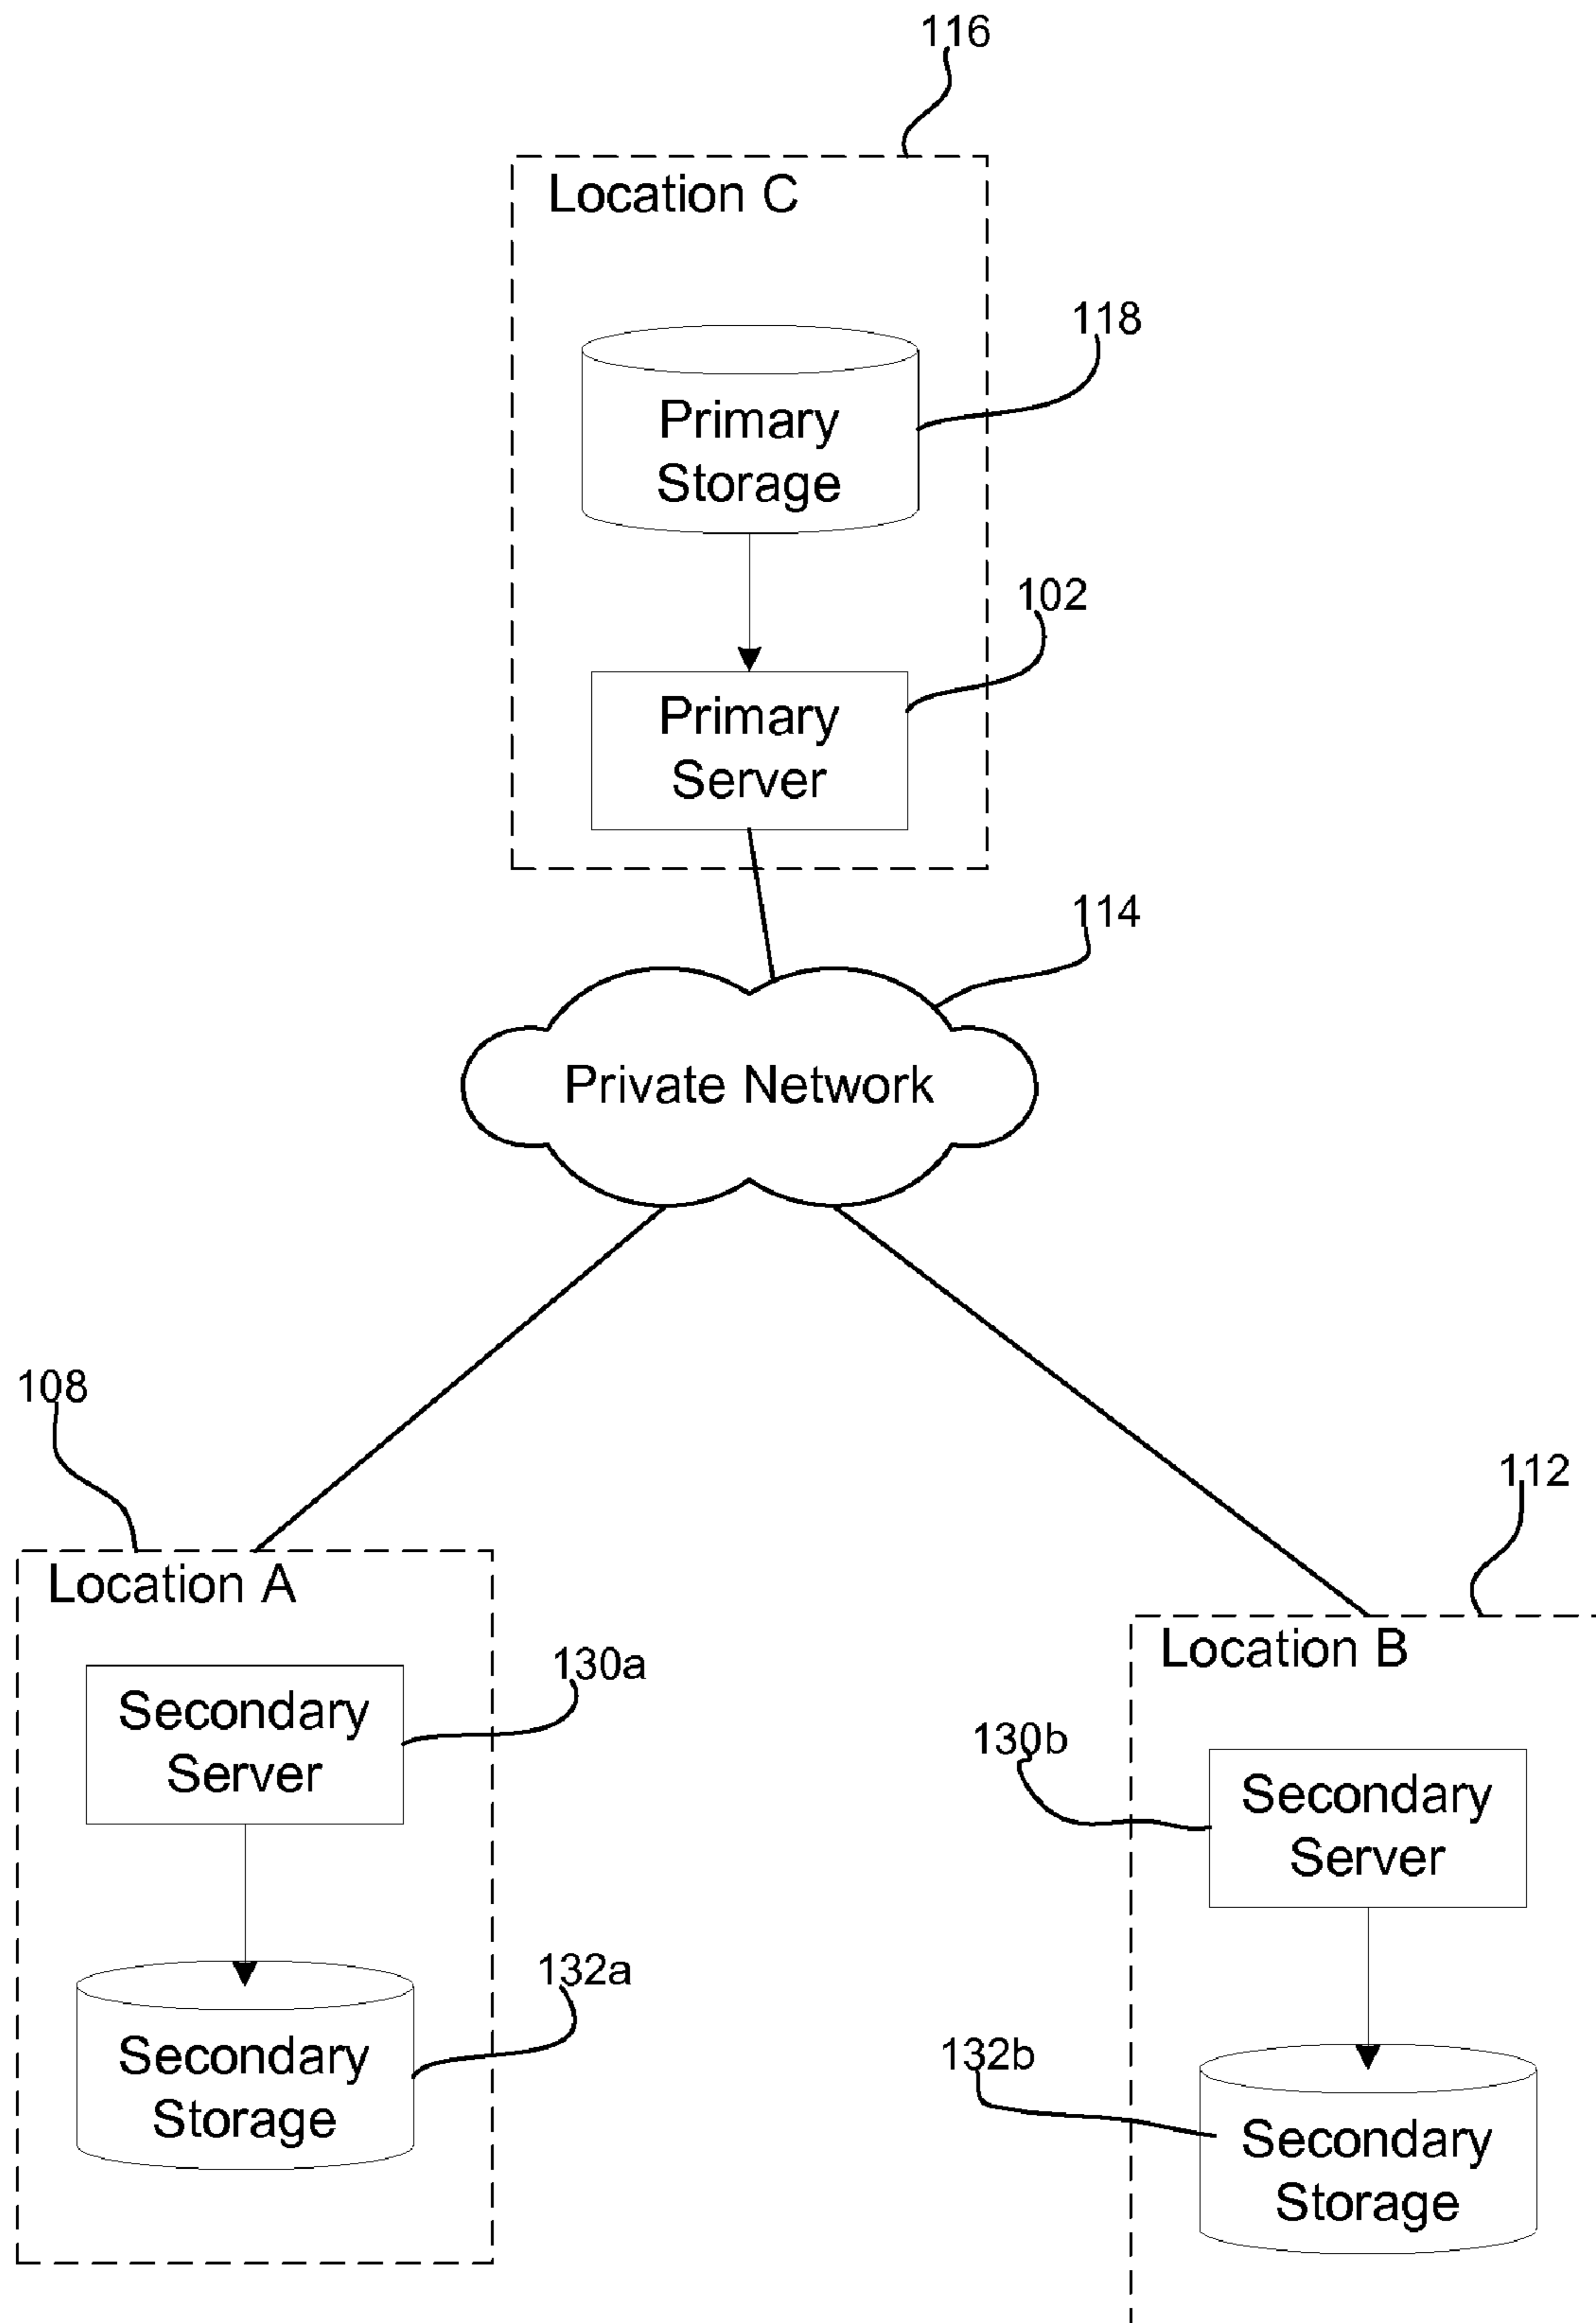 116
Location C
118
Primary
Storage
102
Primary
Server
114
Private Network
108
112
Location A
Location B
130a
Secondary
Server
130b
Secondary
Server
132a
Secondary
Storage
132b
Secondary
Storage